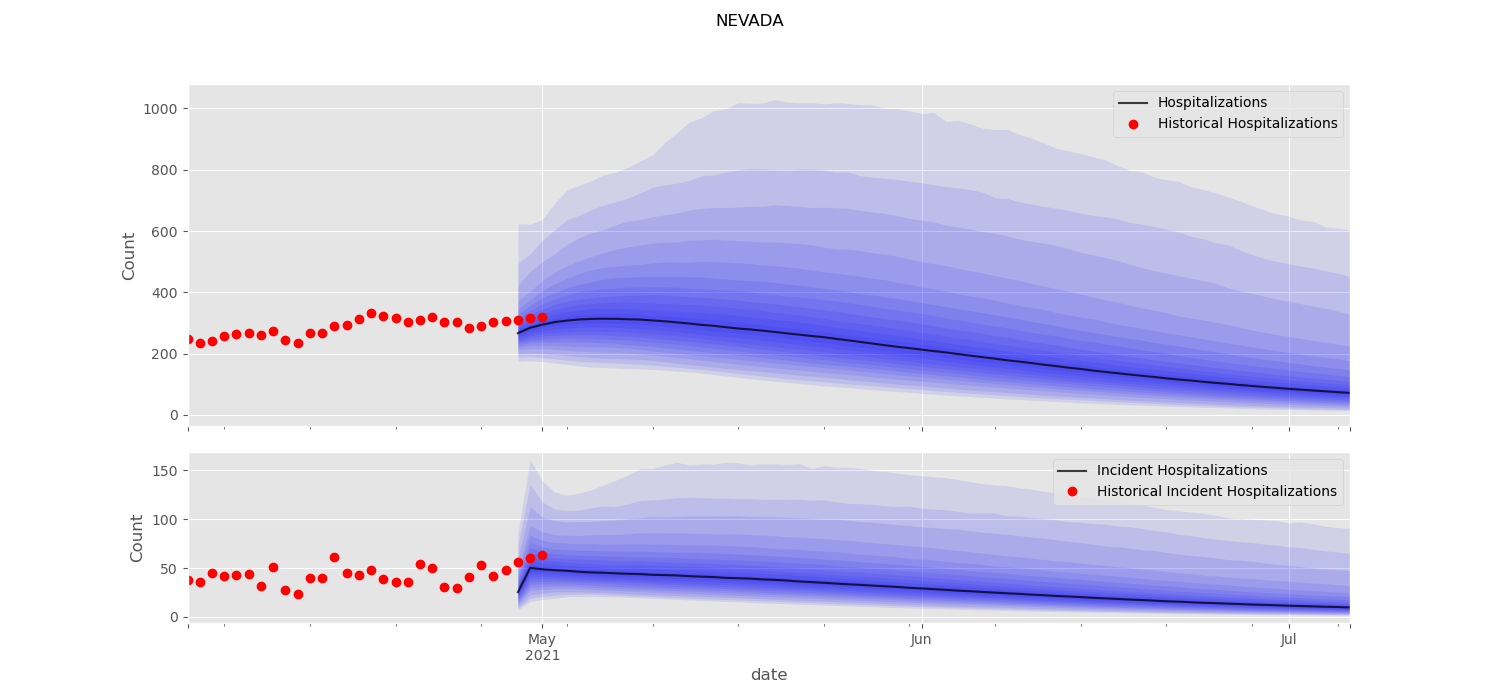 NEVADA
1000
800
600
400
200
0
Count
Hospitalizations
Historical Hospitalizations
150
100
50
0
Count
Incident Hospitalizations
Historical Incident Hospitalizations
May
2021
Jun
Jul
date